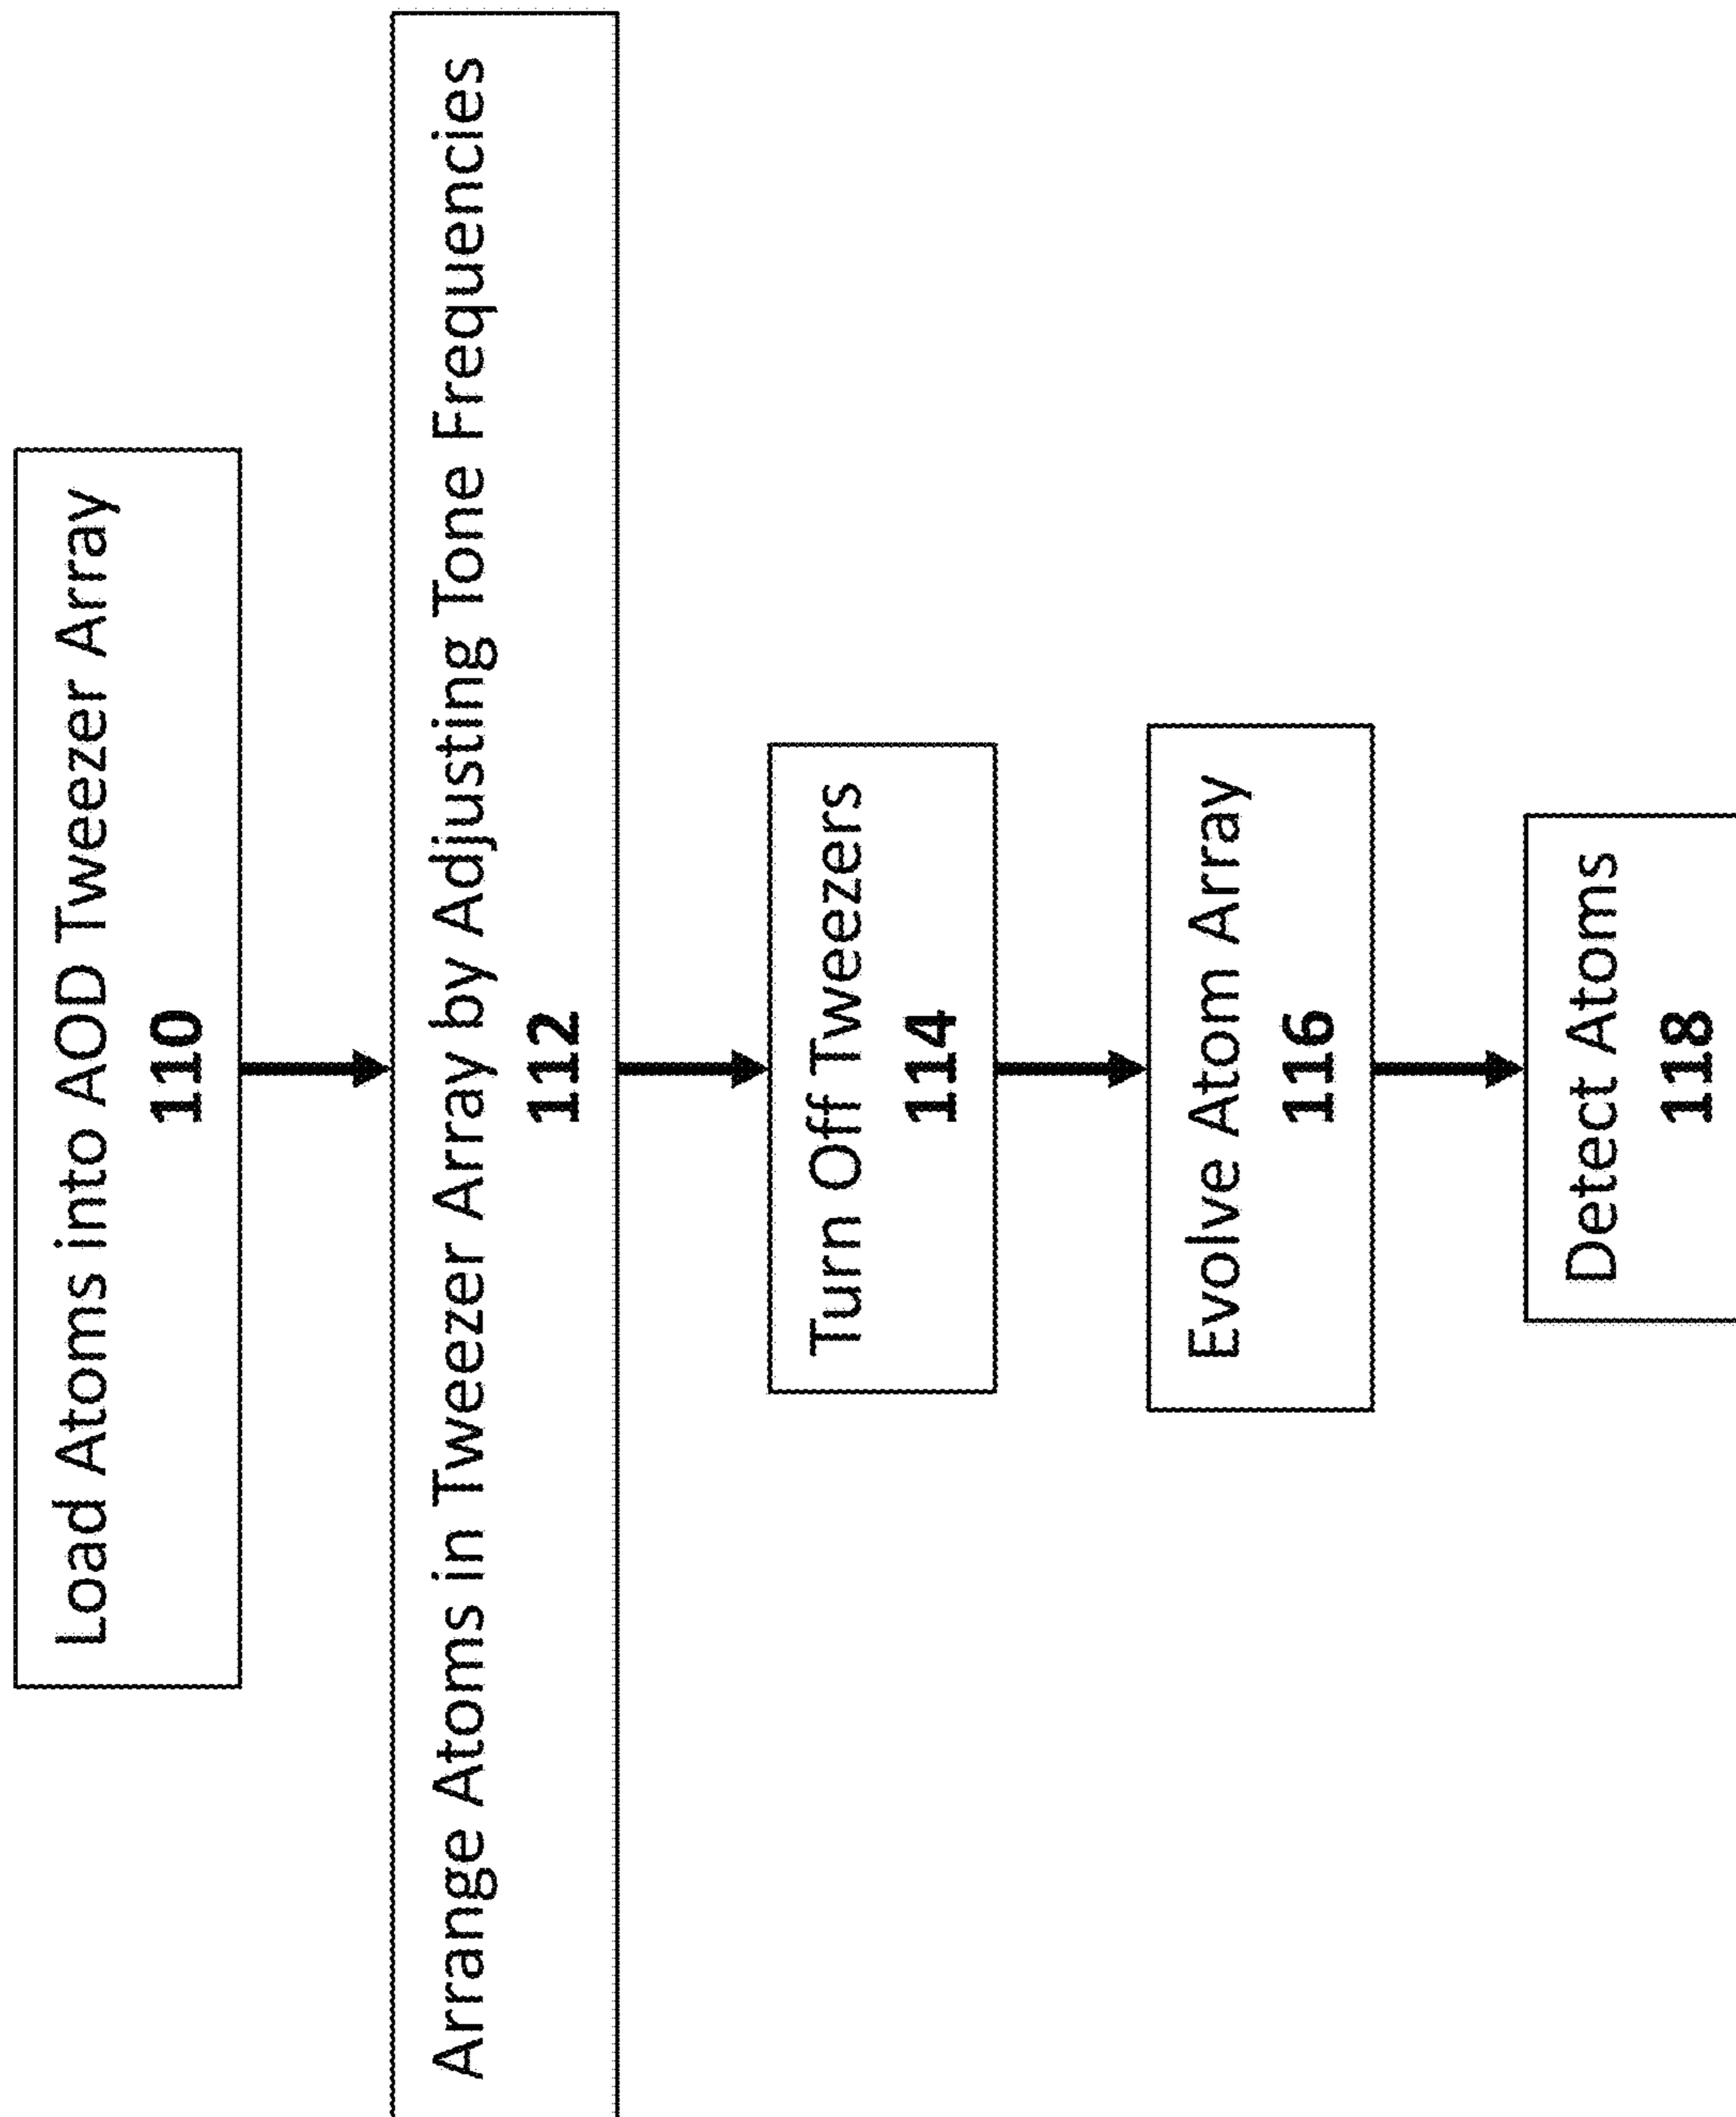 Load Atoms into AOD Tweezer Array
110
Arrange Atoms in Tweezer Array by Adjusting Tone Frequencies
112
Turn Off Tweezers
114
Evolve Atom Array
116
Detect Atoms
118